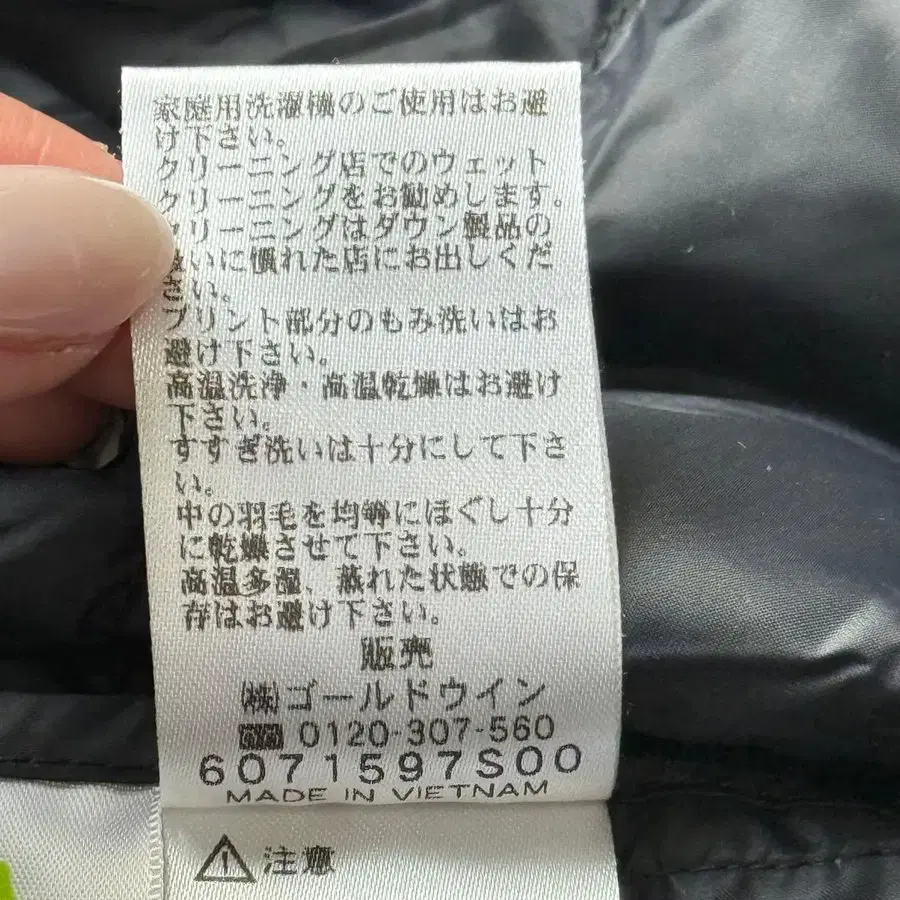 家庭用洗濯機のご使用はお避
け下さい。
クリーニング店でのウェット
クリーニングをお勧めします。
クリーニングはダウン製品の
いに慣れた店にお出しくだ
さい。
プリント部分のもみ洗いはお
避け下さい。
高温洗浄・高温乾燥はお避け
下さい。
すすぎ洗いは十分にして下さ
い。
中の羽毛を均等にほぐし十分
に乾燥させて下さい。
高温多湿、蒸れた状態での保
存はお避け下さい。
販売
㈱ゴールドウイン
0120-307-560
6071597S00
MADE IN VIETNAM
注意